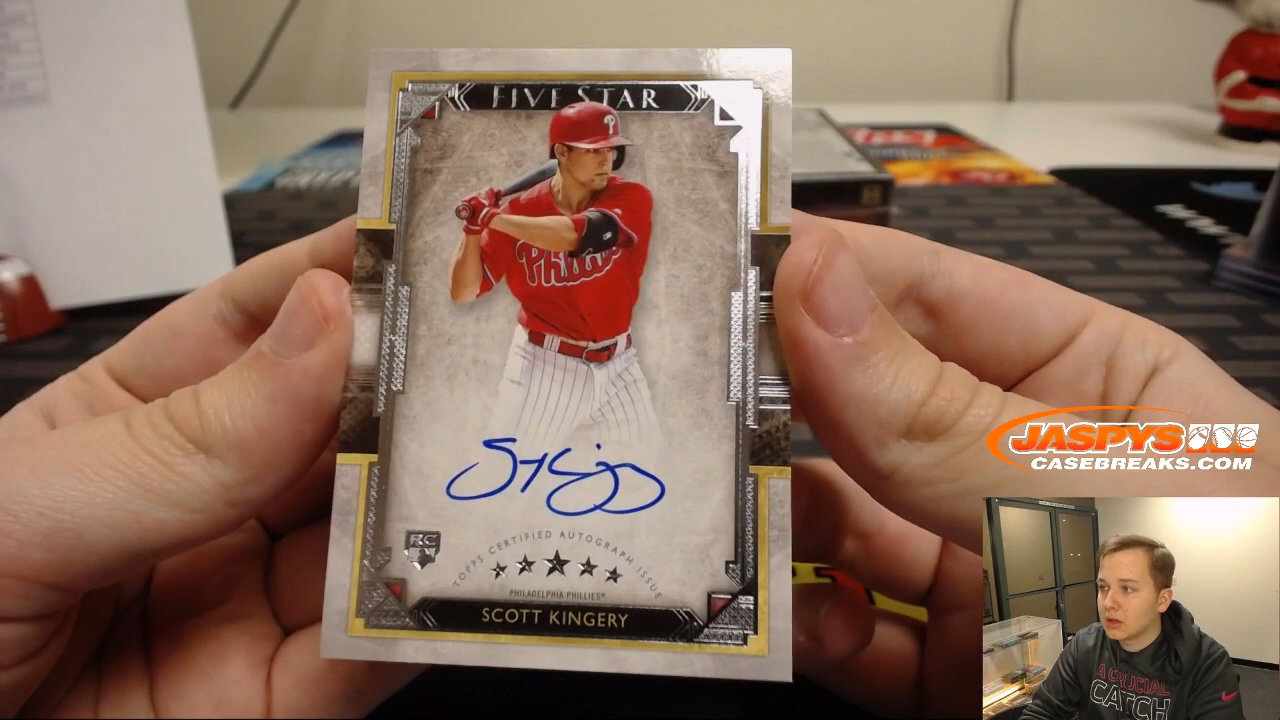 FIVE STAR
P
Phillies
RC
TOPPS CERTIFIED AUTOGRAPH ISSUE
PHILADELPHIA PHILLIES®
SCOTT KINGERY
JASPYS
CASEBREAKS.COM
A CRUCIAL
CATCH